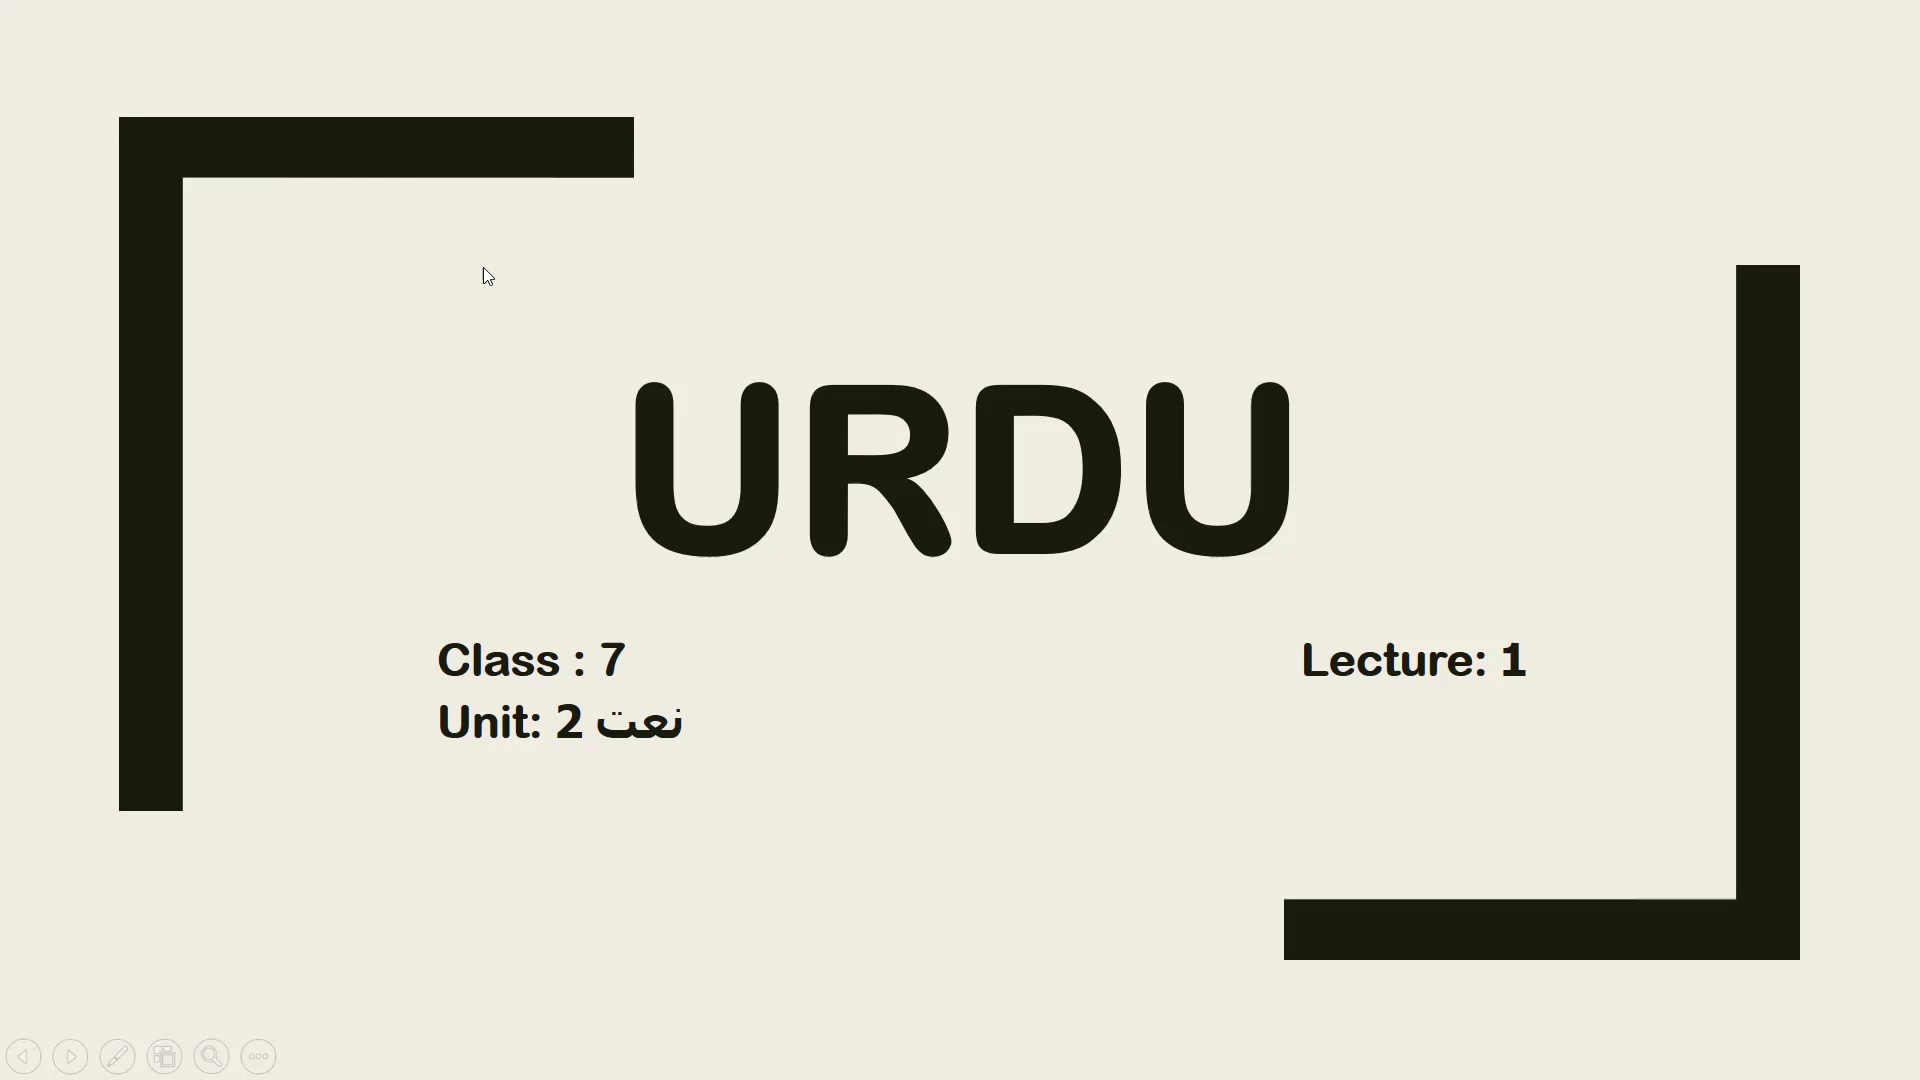 URDU
Class : 7
Lecture: 1
Unit: 2 نعت